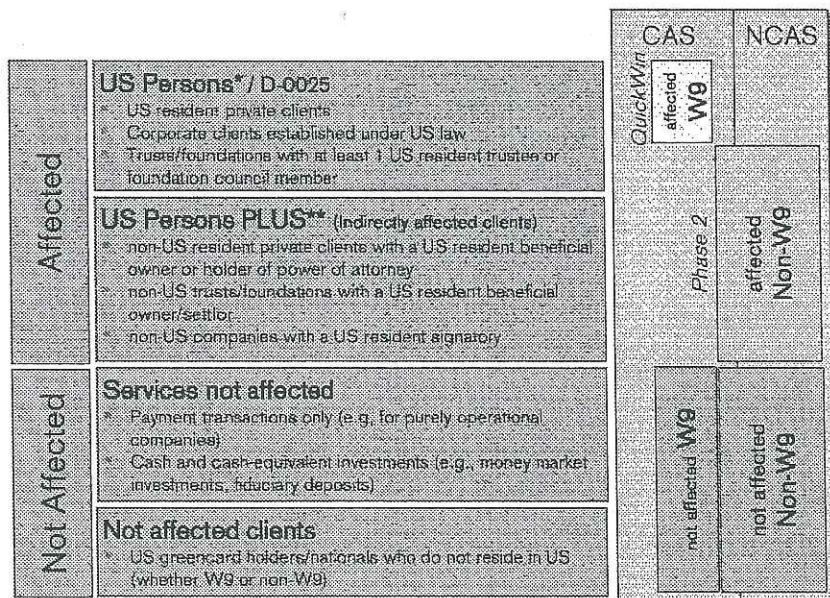 CAS NCAS
Affected
US Persons* / D-0025
* US resident private clients
* Corporate clients established under US law
* Trusts/foundations with at least 1 US resident trustee or
foundation council member
US Persons PLUS** (Indirectly affected clients)
* non-US resident private clients with a US resident beneficial
owner or holder of power of attorney
* non-US trusts/foundations with a US resident beneficial
owner/settlor
* non-US companies with a US resident signatory
QuickWin
affected
W9
Phase 2
affected
Non-W9
Not Affected
Services not affected
* Payment transactions only (e.g, for purely operational
companies)
* Cash and cash-equivalent investments (e.g., money market
investments, fiduciary deposits)
Not affected clients
* US greencard holders/nationals who do not reside in US
(whether W9 or non-W9)
not affected W9
not affected
Non-W9